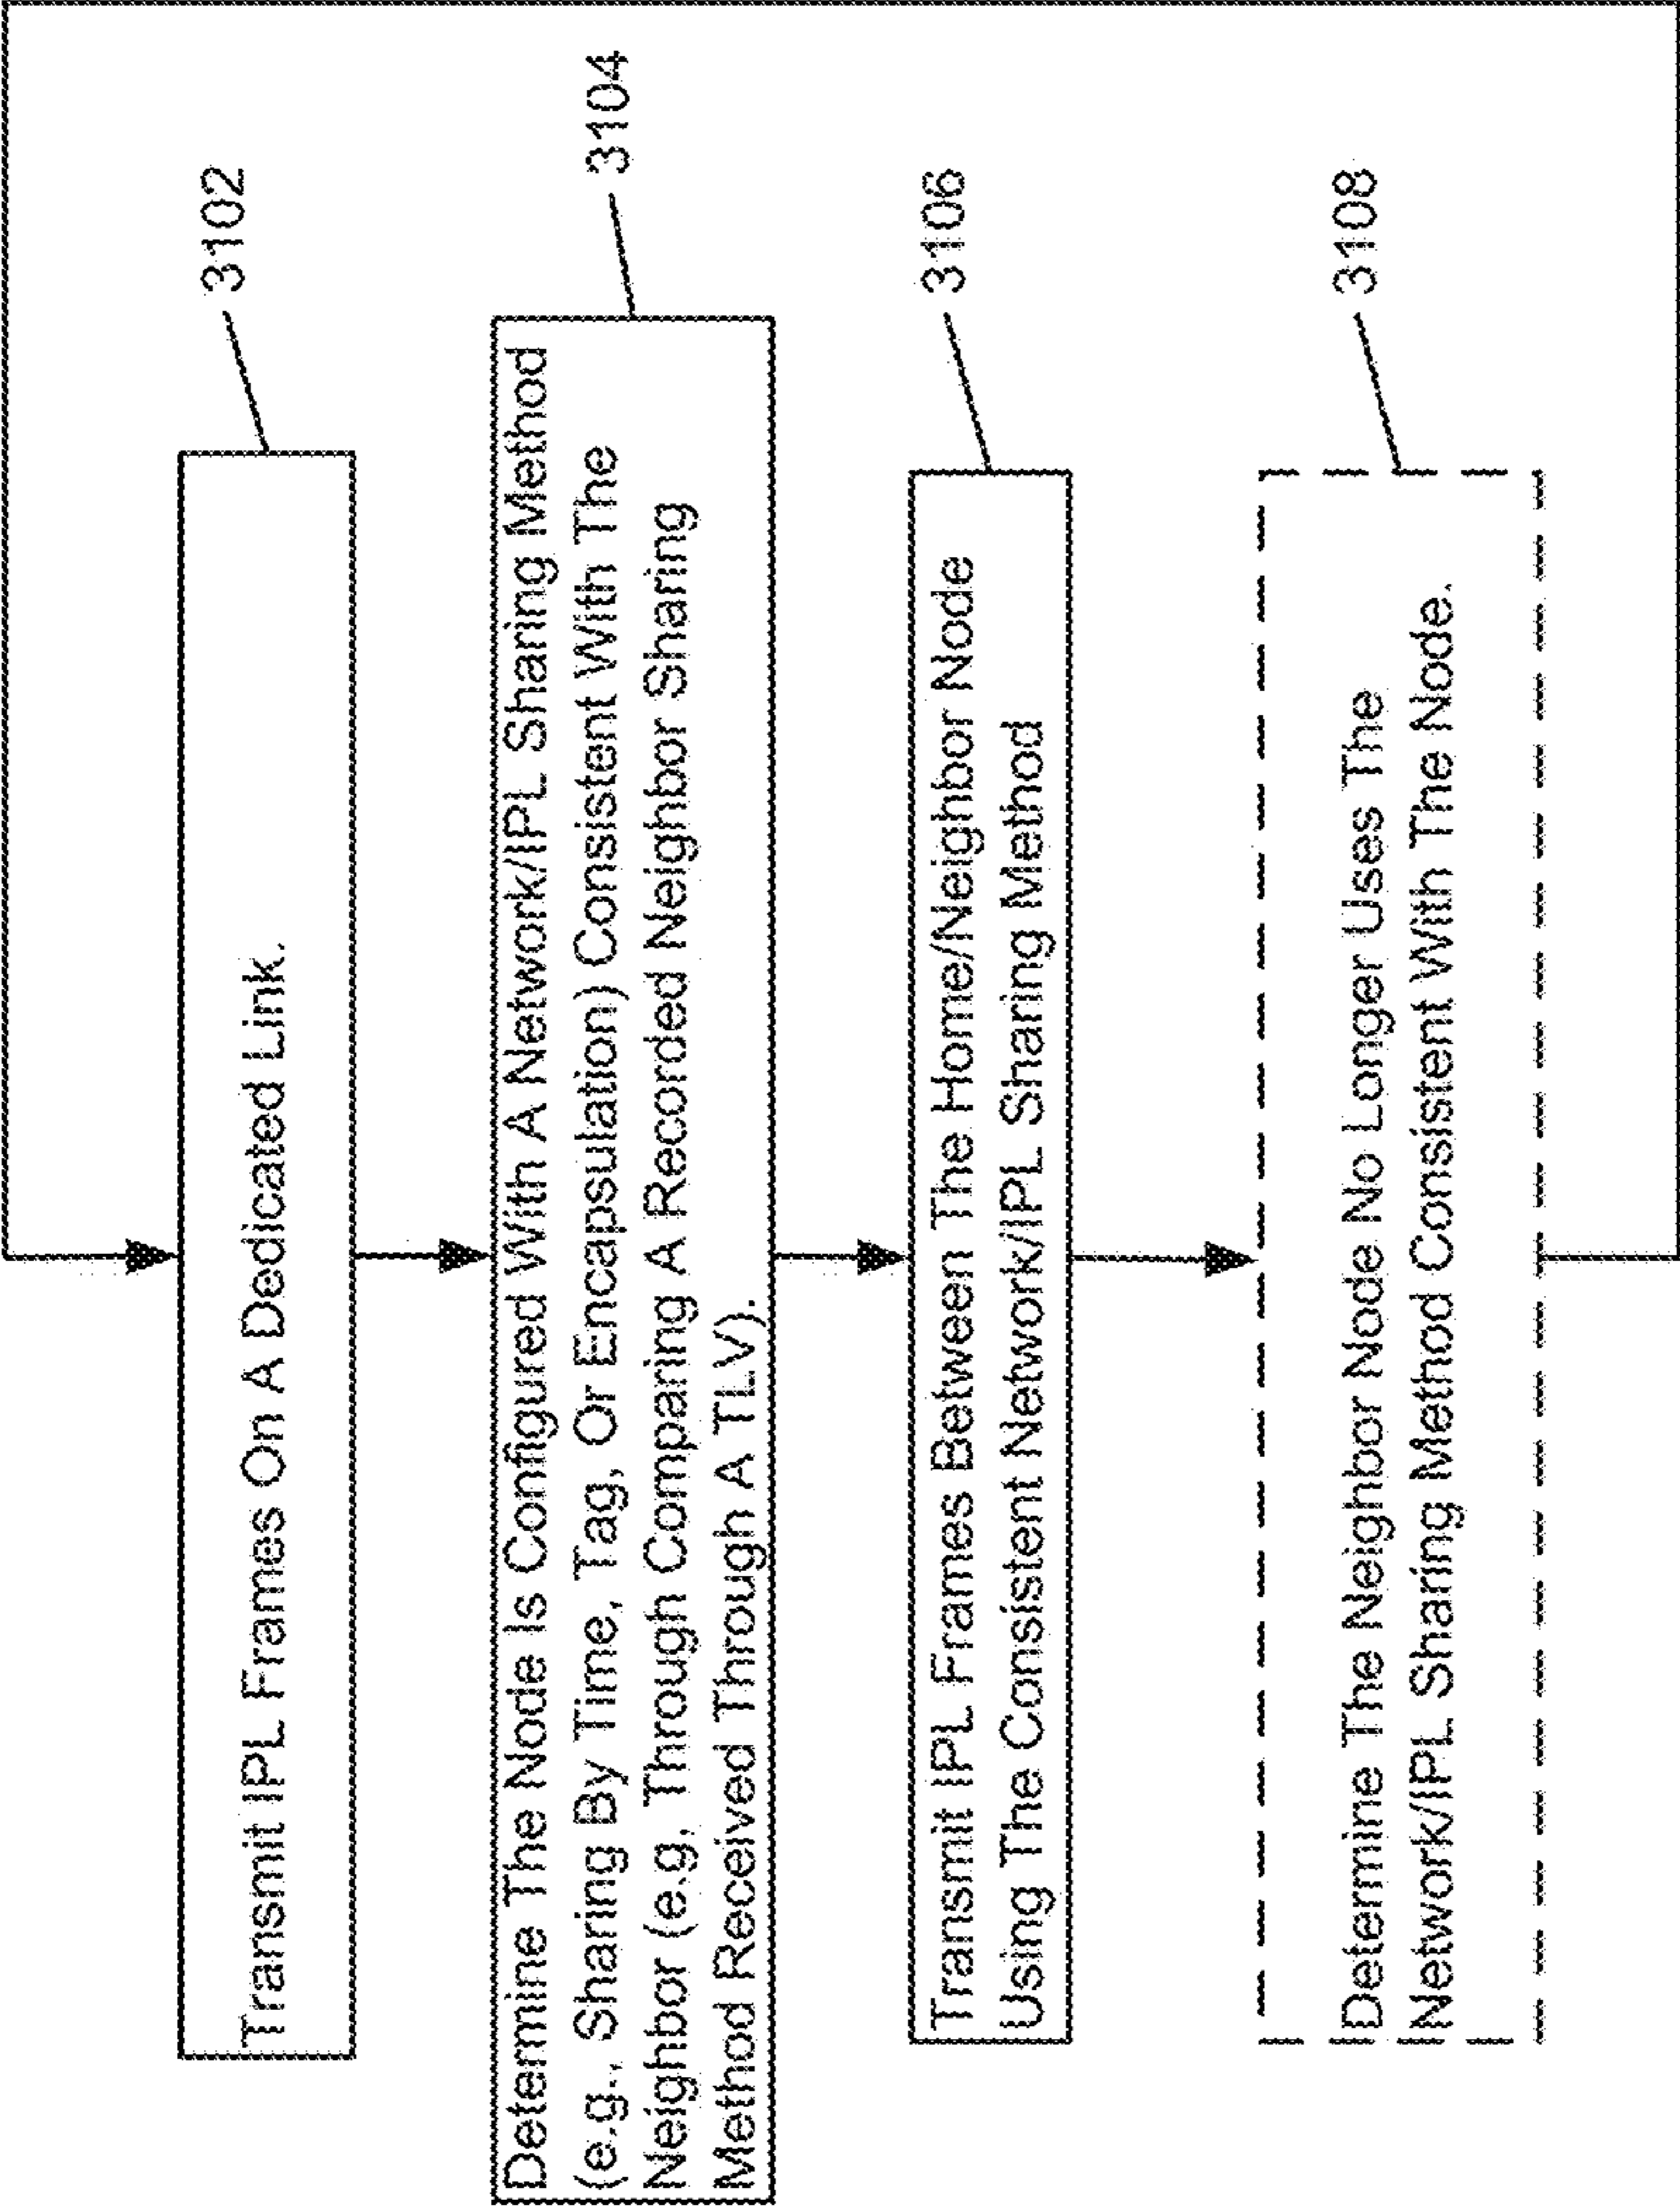 3102
Transmit IPL Frames On A Dedicated Link.
3104
Determine The Node Is Configured With A Network/IPL Sharing Method
(e.g., Sharing By Time, Tag, Or Encapsulation) Consistent With The
Neighbor (e.g, Through Comparing A Recorded Neighbor Sharing
Method Received Through A TLV).
3106
Transmit IPL Frames Between The Home/Neighbor Node
Using The Consistent Network/IPL Sharing Method
3108
Determine The Neighbor Node No Longer Uses The
Network/IPL Sharing Method Consistent With The Node.